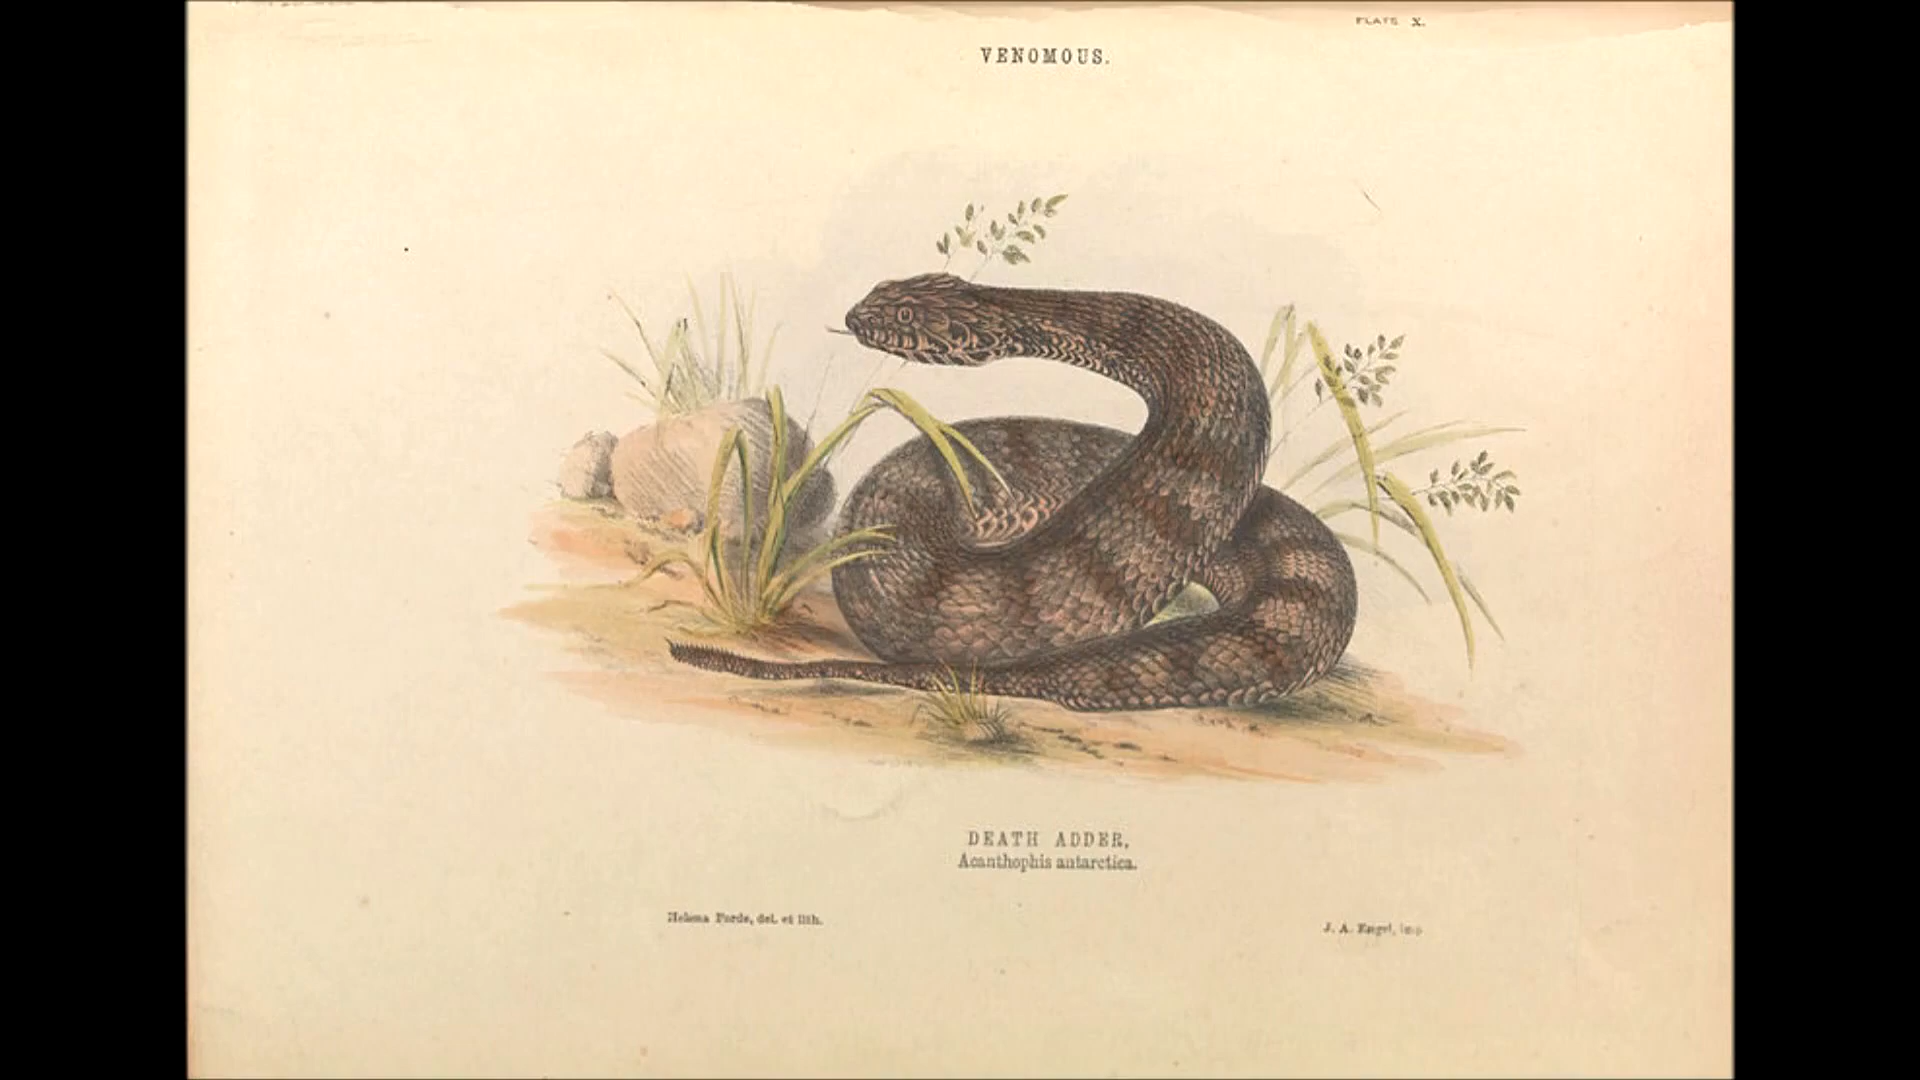 PLATE X.
VENOMOUS.
DEATH ADDER,
Acanthophis antarctica.
Helena Forde, del. et lith.
J. A. Engel, imp